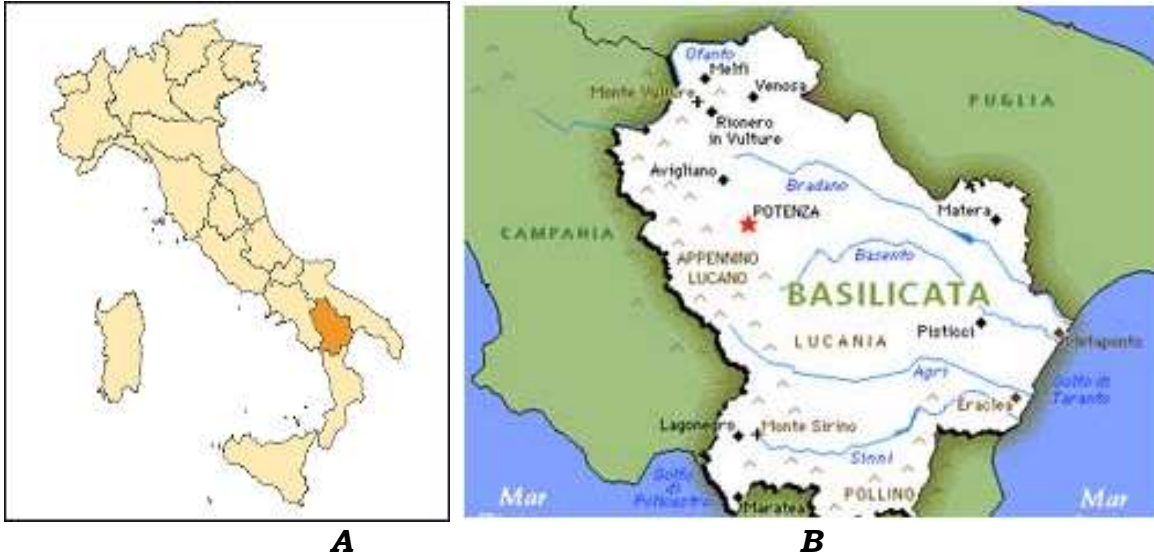 Ofanto
Melfi
Monte Vulture
Venosa
PUGLIA
Rionero
in Vulture
Avigliano
Bradano
POTENZA
Matera
CAMPANIA
Basento
APPENNINO
LUCANO
BASILICATA
Pisticci
LUCANIA
Metaponto
Agri
Golfo di
Taranto
Eraclea
Lagonegro
Monte Sirino
Sinni
Golfo
di
Policastro
POLLINO
Mar
Mar
Maratea
A
B